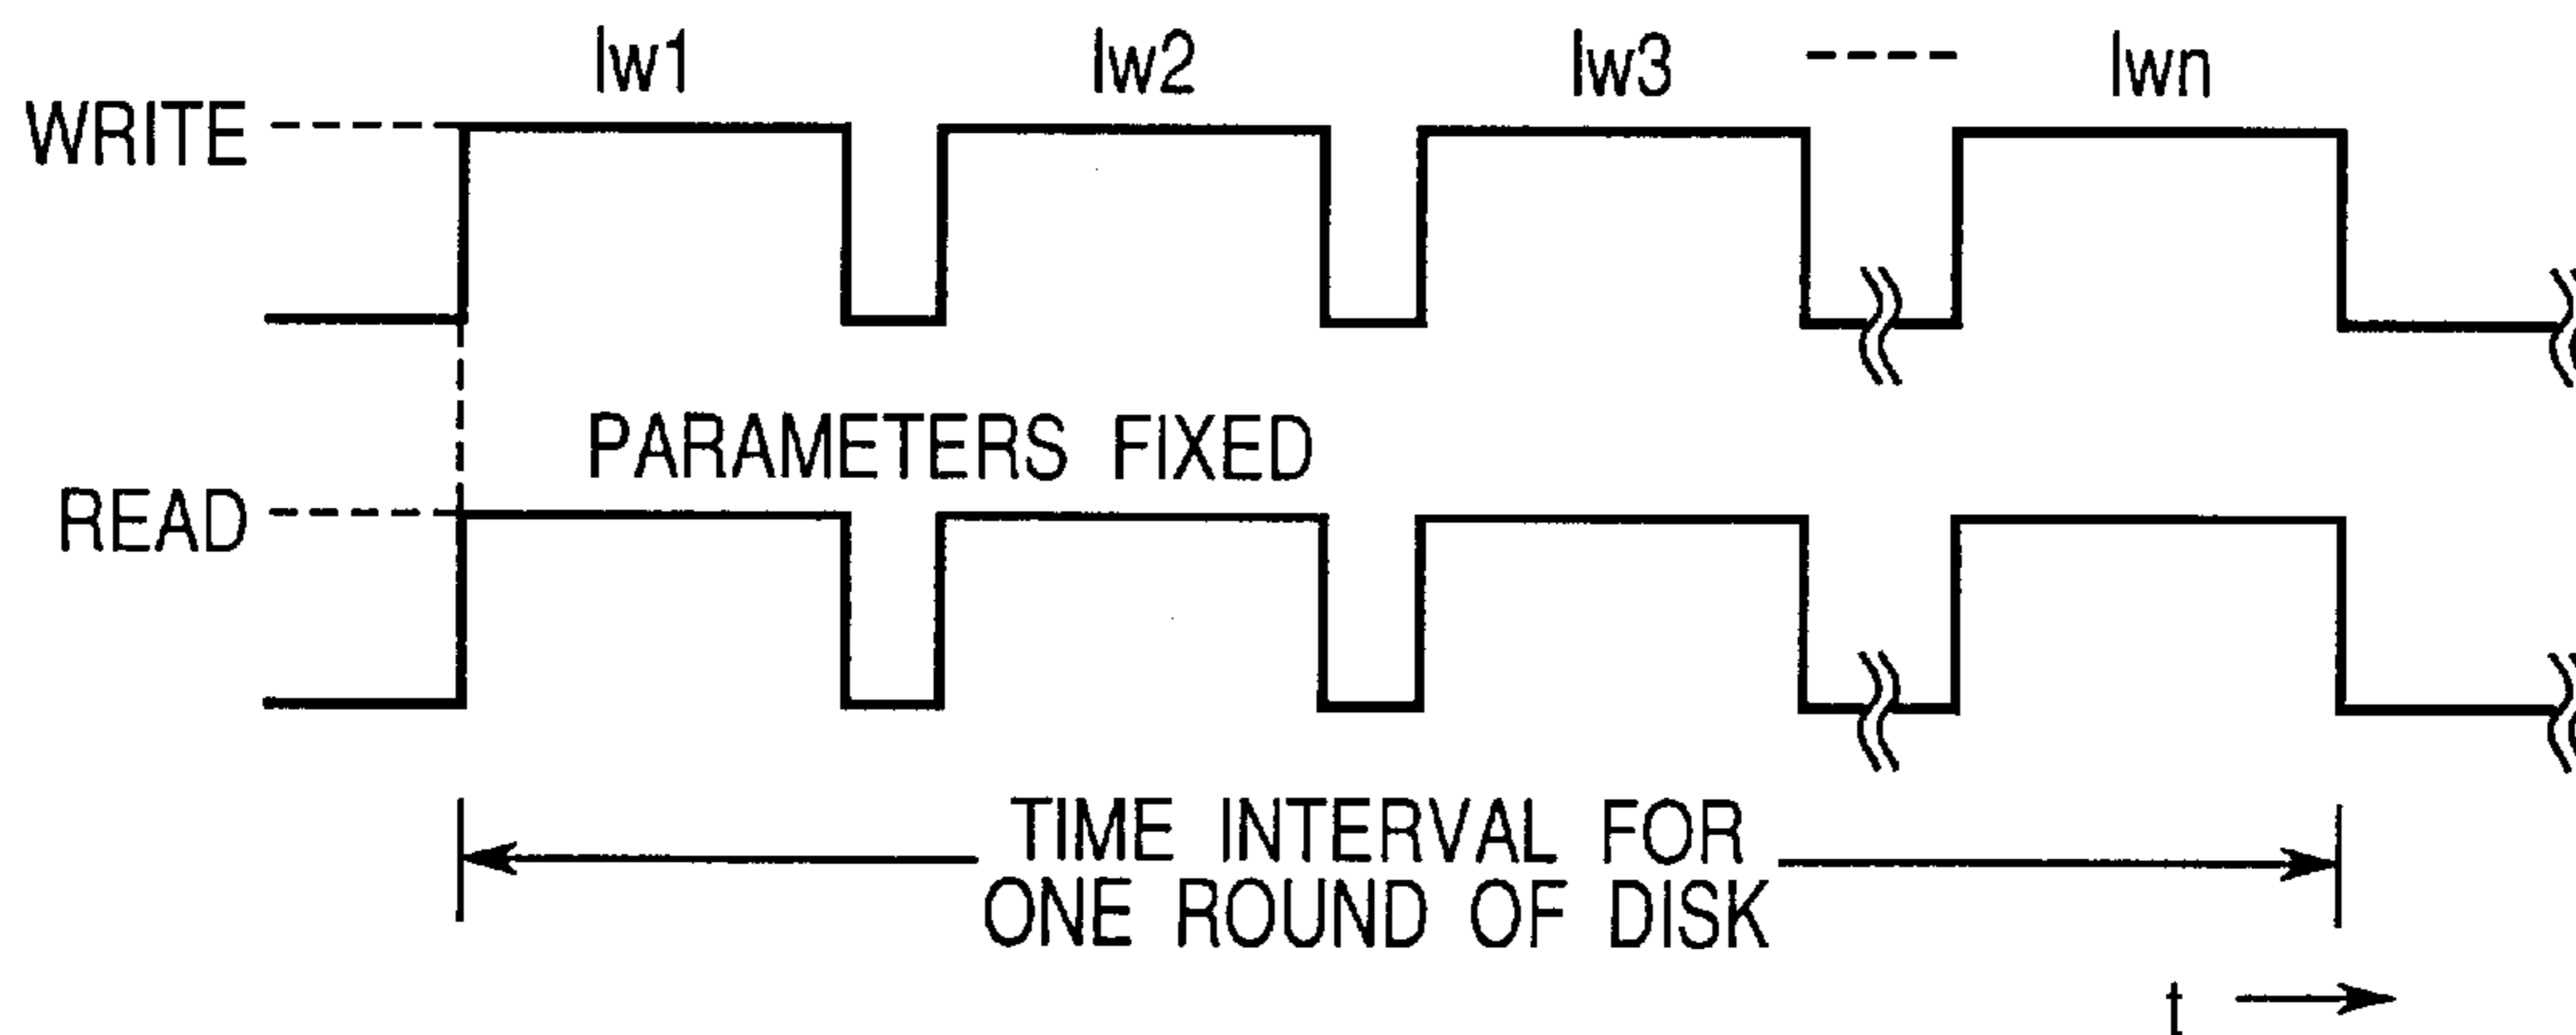 Iw1 Iw2 Iw3 ---- Iwn
WRITE
PARAMETERS FIXED
READ
TIME INTERVAL FOR
ONE ROUND OF DISK
t